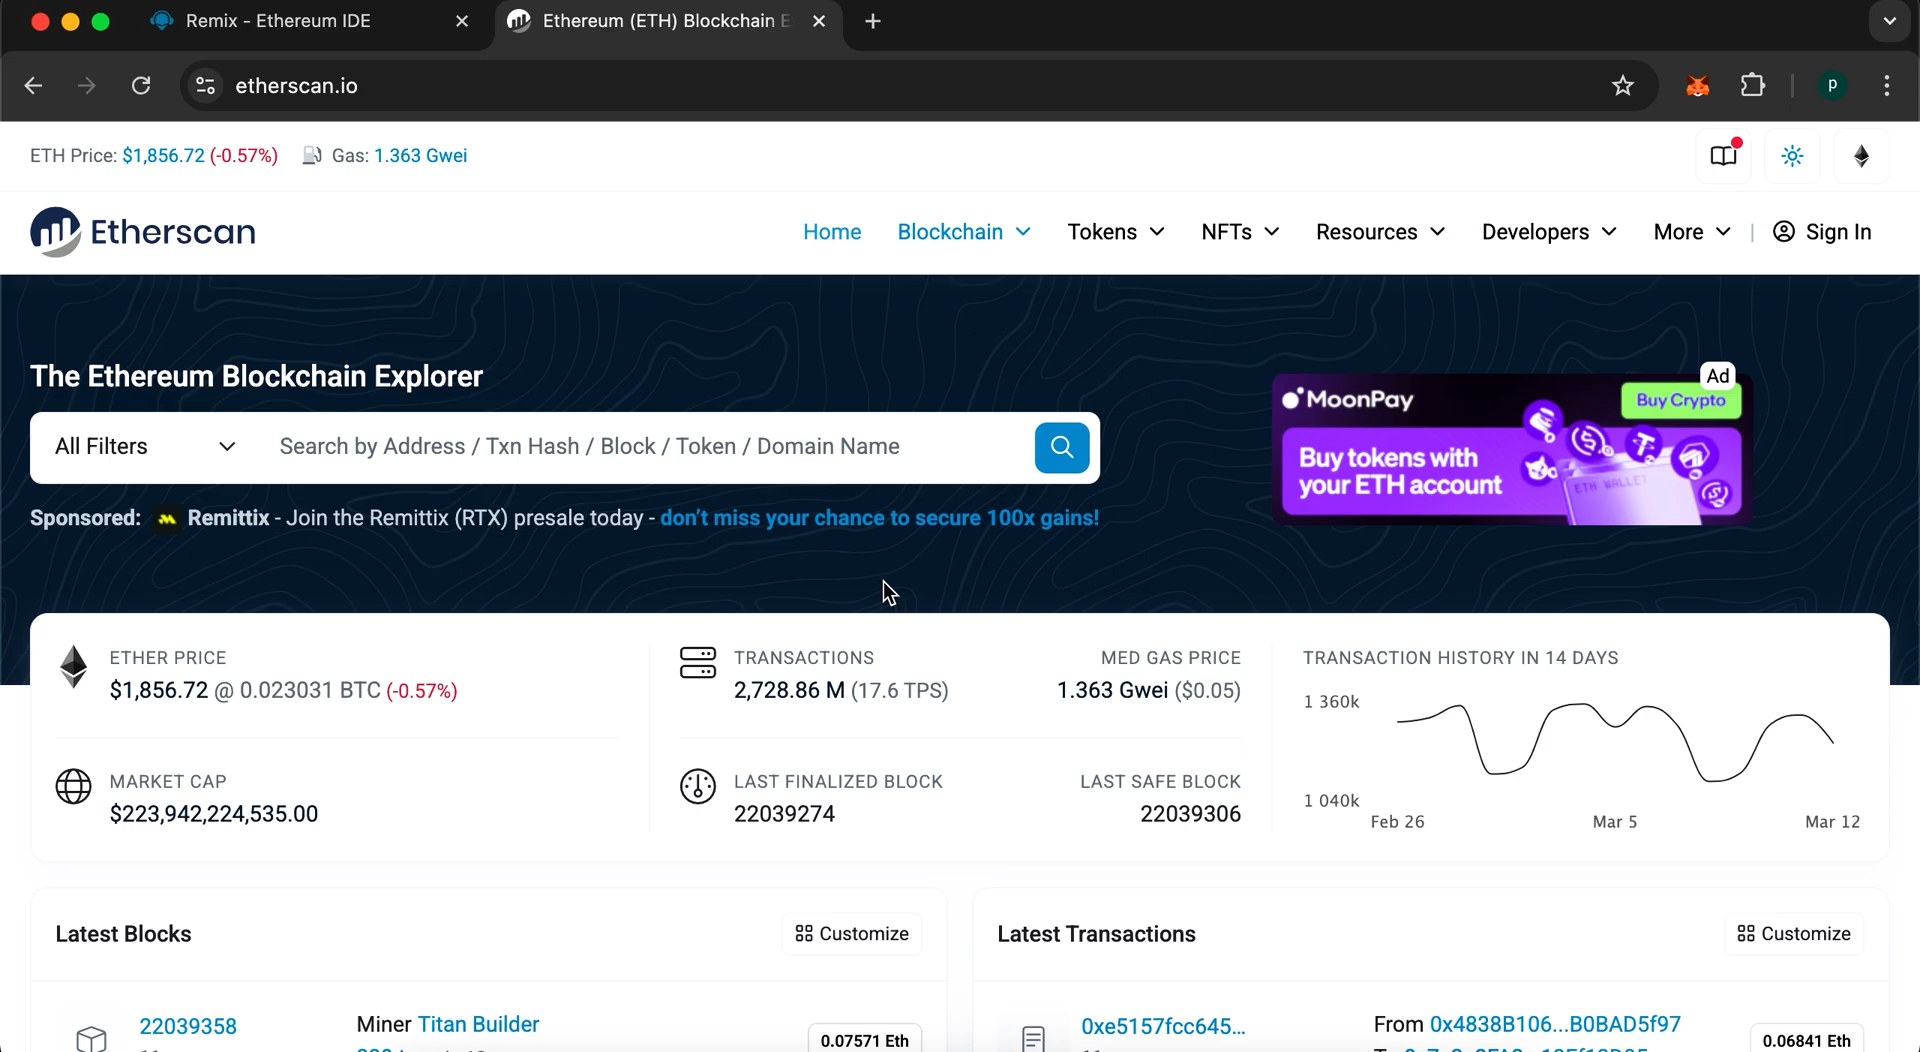 Remix - Ethereum IDE
Ethereum (ETH) Blockchain E
etherscan.io
p
ETH Price: $1,856.72 (-0.57%) Gas: 1.363 Gwei
Etherscan
Home Blockchain Tokens NFTs Resources Developers More | Sign In
The Ethereum Blockchain Explorer
All Filters
Search by Address / Txn Hash / Block / Token / Domain Name
Sponsored: Remittix - Join the Remittix (RTX) presale today - don't miss your chance to secure 100x gains!
Ad
MoonPay
Buy Crypto
Buy tokens with
your ETH account
ETH WALLET
ETHER PRICE
$1,856.72 @ 0.023031 BTC (-0.57%)
MARKET CAP
$223,942,224,535.00
TRANSACTIONS
2,728.86 M (17.6 TPS)
MED GAS PRICE
1.363 Gwei ($0.05)
LAST FINALIZED BLOCK
22039274
LAST SAFE BLOCK
22039306
TRANSACTION HISTORY IN 14 DAYS
1 360k
1 040k
Feb 26 Mar 5 Mar 12
Latest Blocks
Customize
22039358
Miner Titan Builder
0.07571 Eth
Latest Transactions
Customize
0xe5157fcc645...
From 0x4838B106...B0BAD5f97
0.06841 Eth